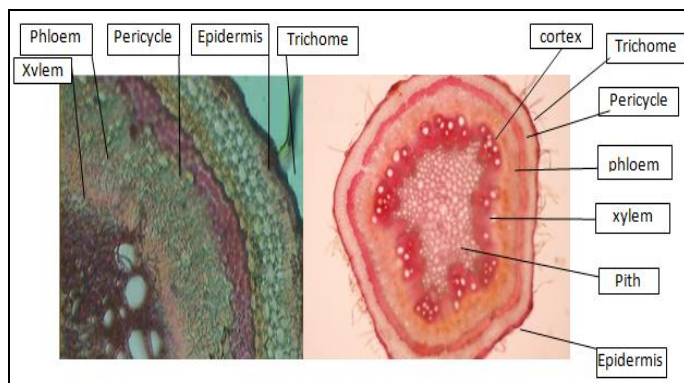 Phloem
Pericycle
Epidermis
Trichome
Xvlem
cortex
Trichome
Pericycle
phloem
xylem
Pith
Epidermis